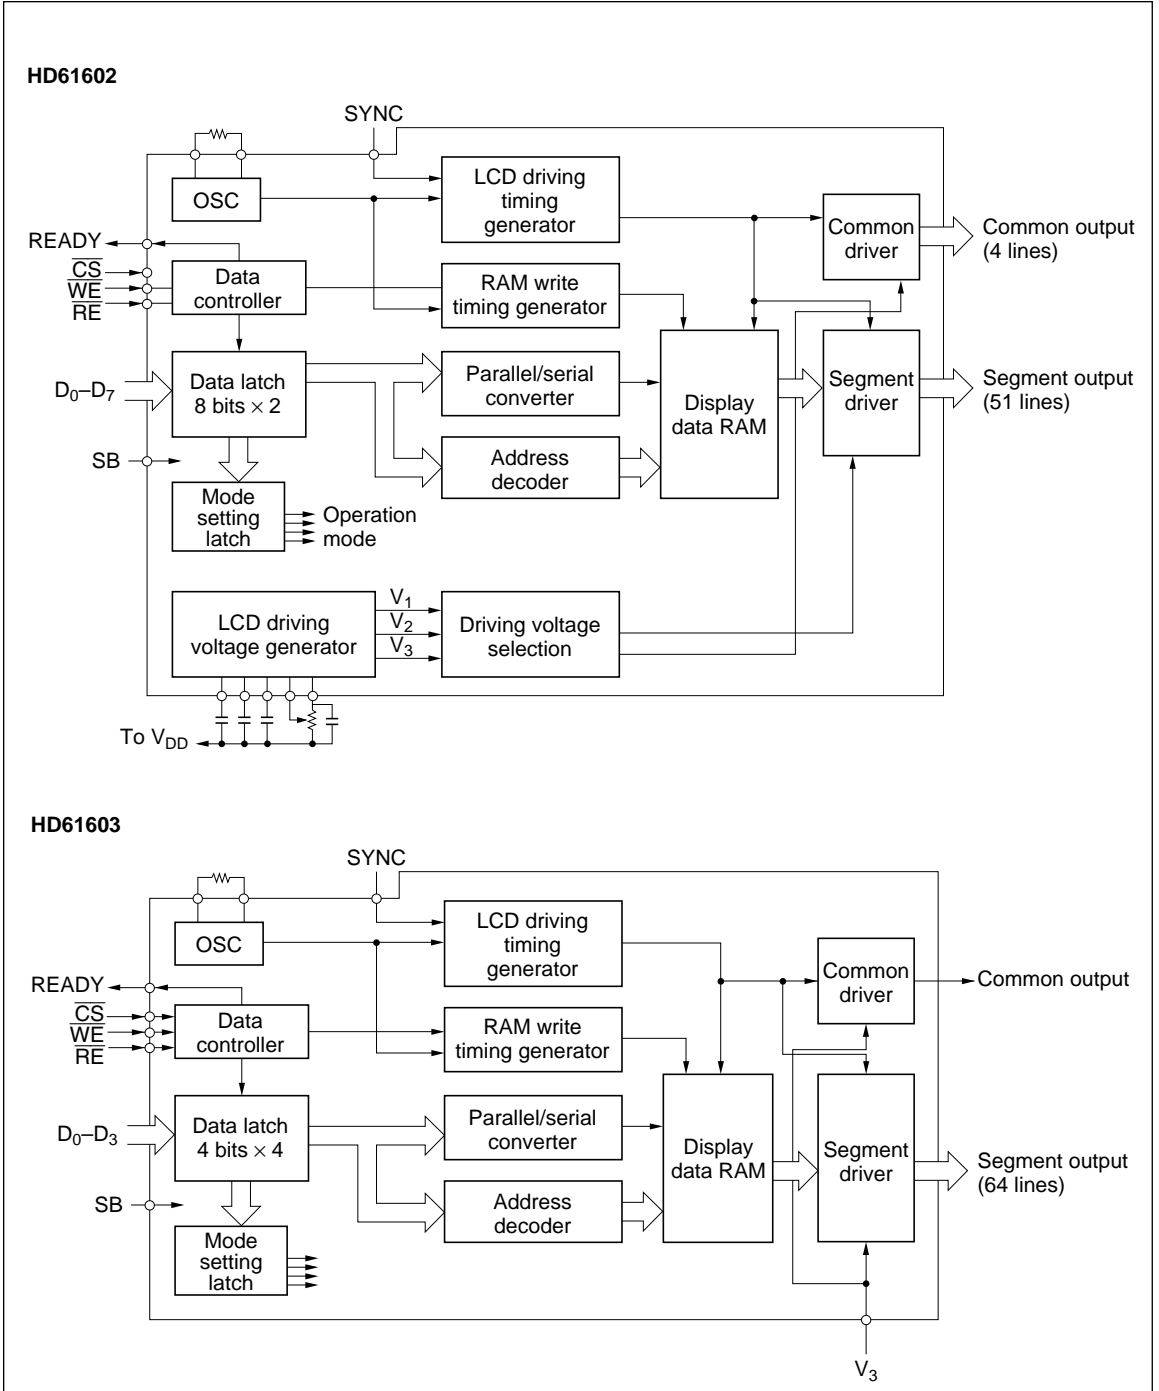 HD61602
SYNC
OSC
LCD driving
timing
generator
Common
driver
Common output
(4 lines)
READY
CS
WE
RE
Data
controller
RAM write
timing generator
D0–D7
Data latch
8 bits × 2
Parallel/serial
converter
Display
data RAM
Segment
driver
Segment output
(51 lines)
SB
Address
decoder
Mode
setting
latch
Operation
mode
LCD driving
voltage generator
V1
V2
V3
Driving voltage
selection
To VDD
HD61603
SYNC
OSC
LCD driving
timing
generator
Common
driver
Common output
READY
CS
WE
RE
Data
controller
RAM write
timing generator
D0–D3
Data latch
4 bits × 4
Parallel/serial
converter
Display
data RAM
Segment
driver
Segment output
(64 lines)
SB
Address
decoder
Mode
setting
latch
V3